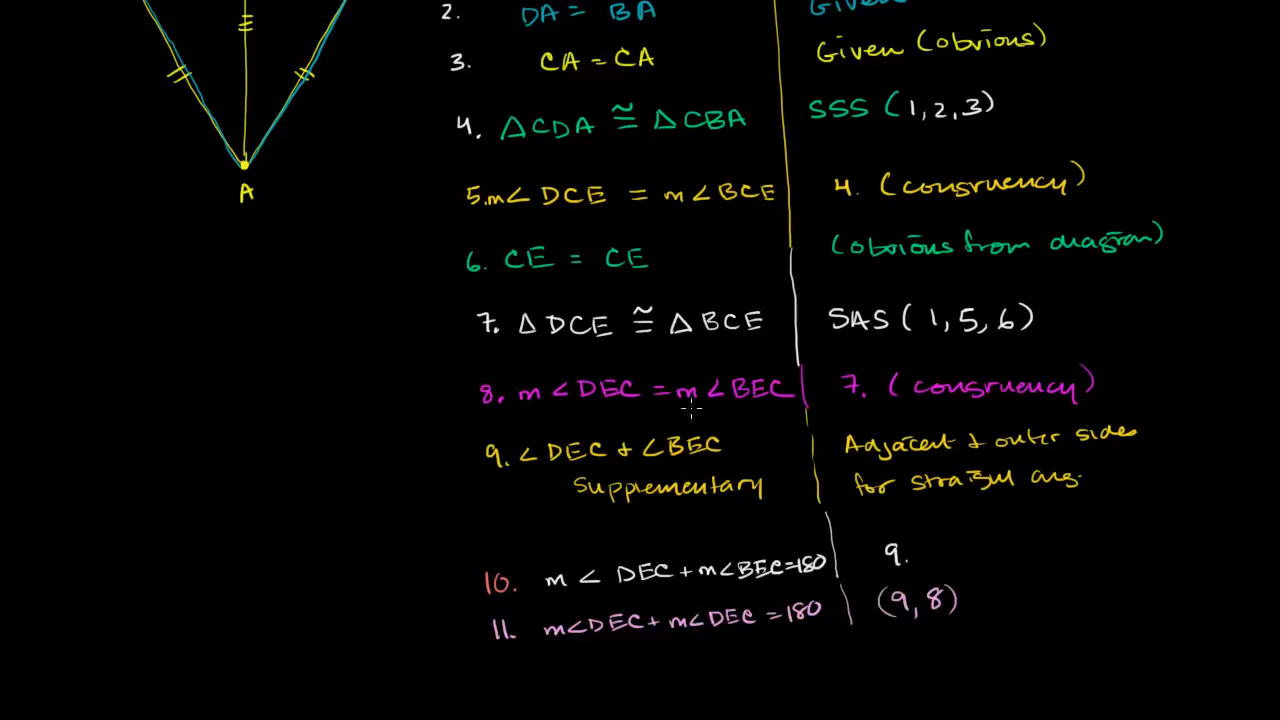 2. DA = BA Given
3. CA = CA Given (obvious)
4. △CDA ≅ △CBA SSS (1,2,3)
5. m∠DCE = m∠BCE 4. (congruency)
6. CE = CE (obvious from diagram)
7. △DCE ≅ △BCE SAS (1,5,6)
8. m∠DEC = m∠BEC 7. (congruency)
9. ∠DEC + ∠BEC Adjacent + outer sides
supplementary for straight ang.
10. m∠DEC + m∠BEC = 180 9.
11. m∠DEC + m∠DEC = 180 (9,8)
A